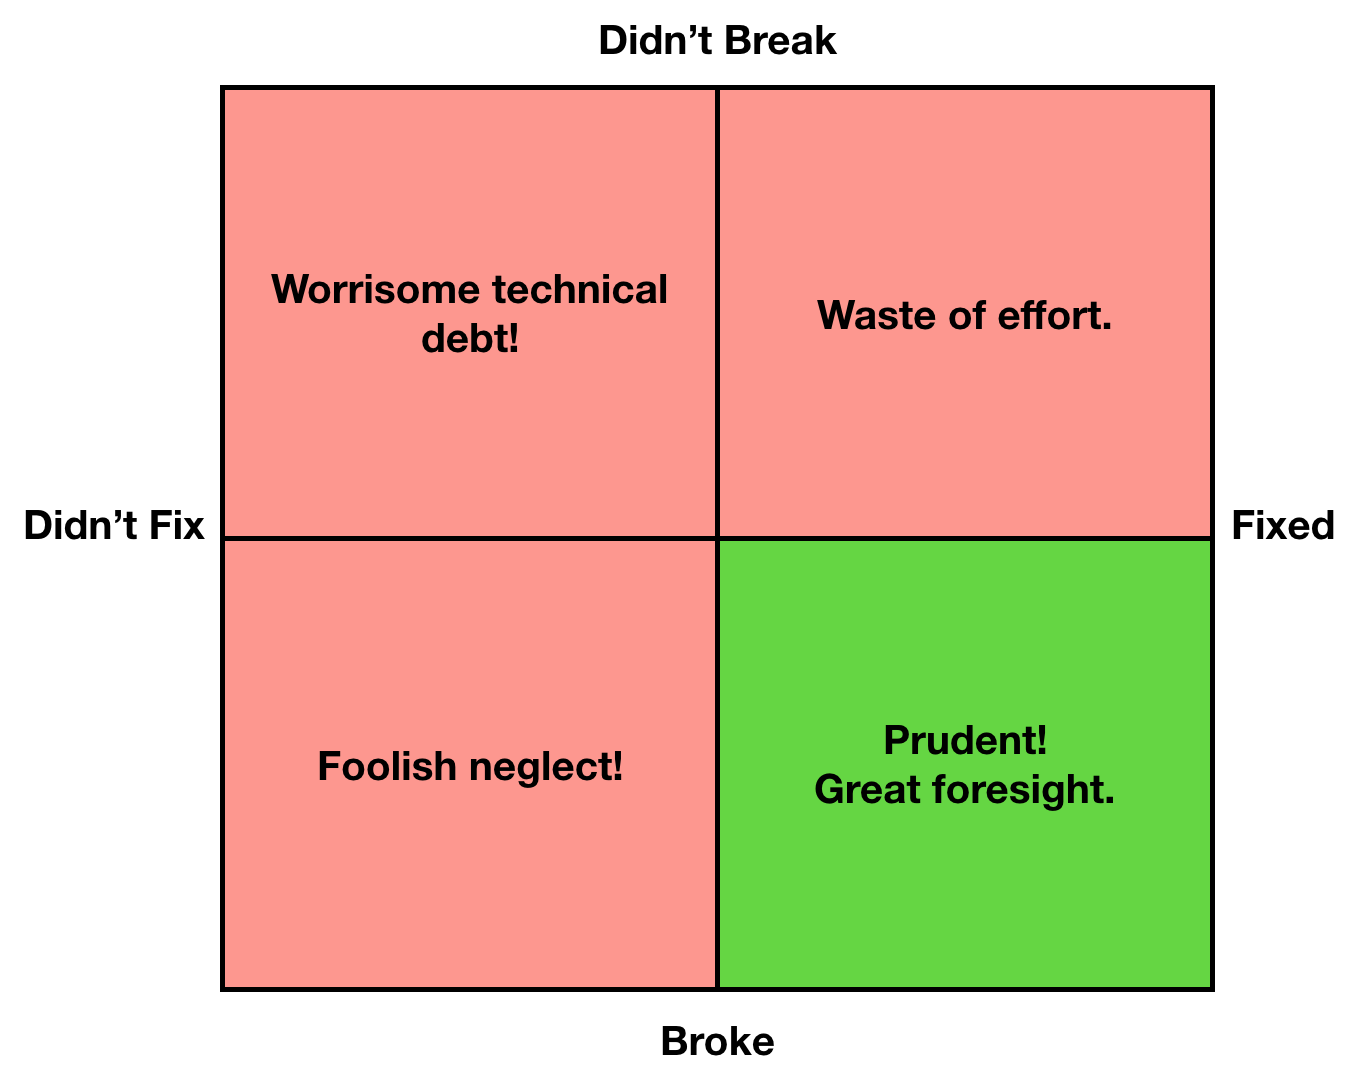 Didn’t Break
Worrisome technical
debt!
Waste of effort.
Didn’t Fix
Fixed
Foolish neglect!
Prudent!
Great foresight.
Broke